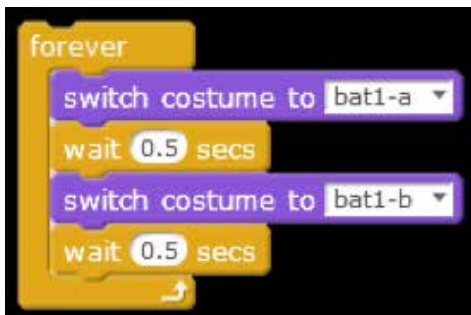 forever
switch costume to bat1-a
wait 0.5 secs
switch costume to bat1-b
wait 0.5 secs